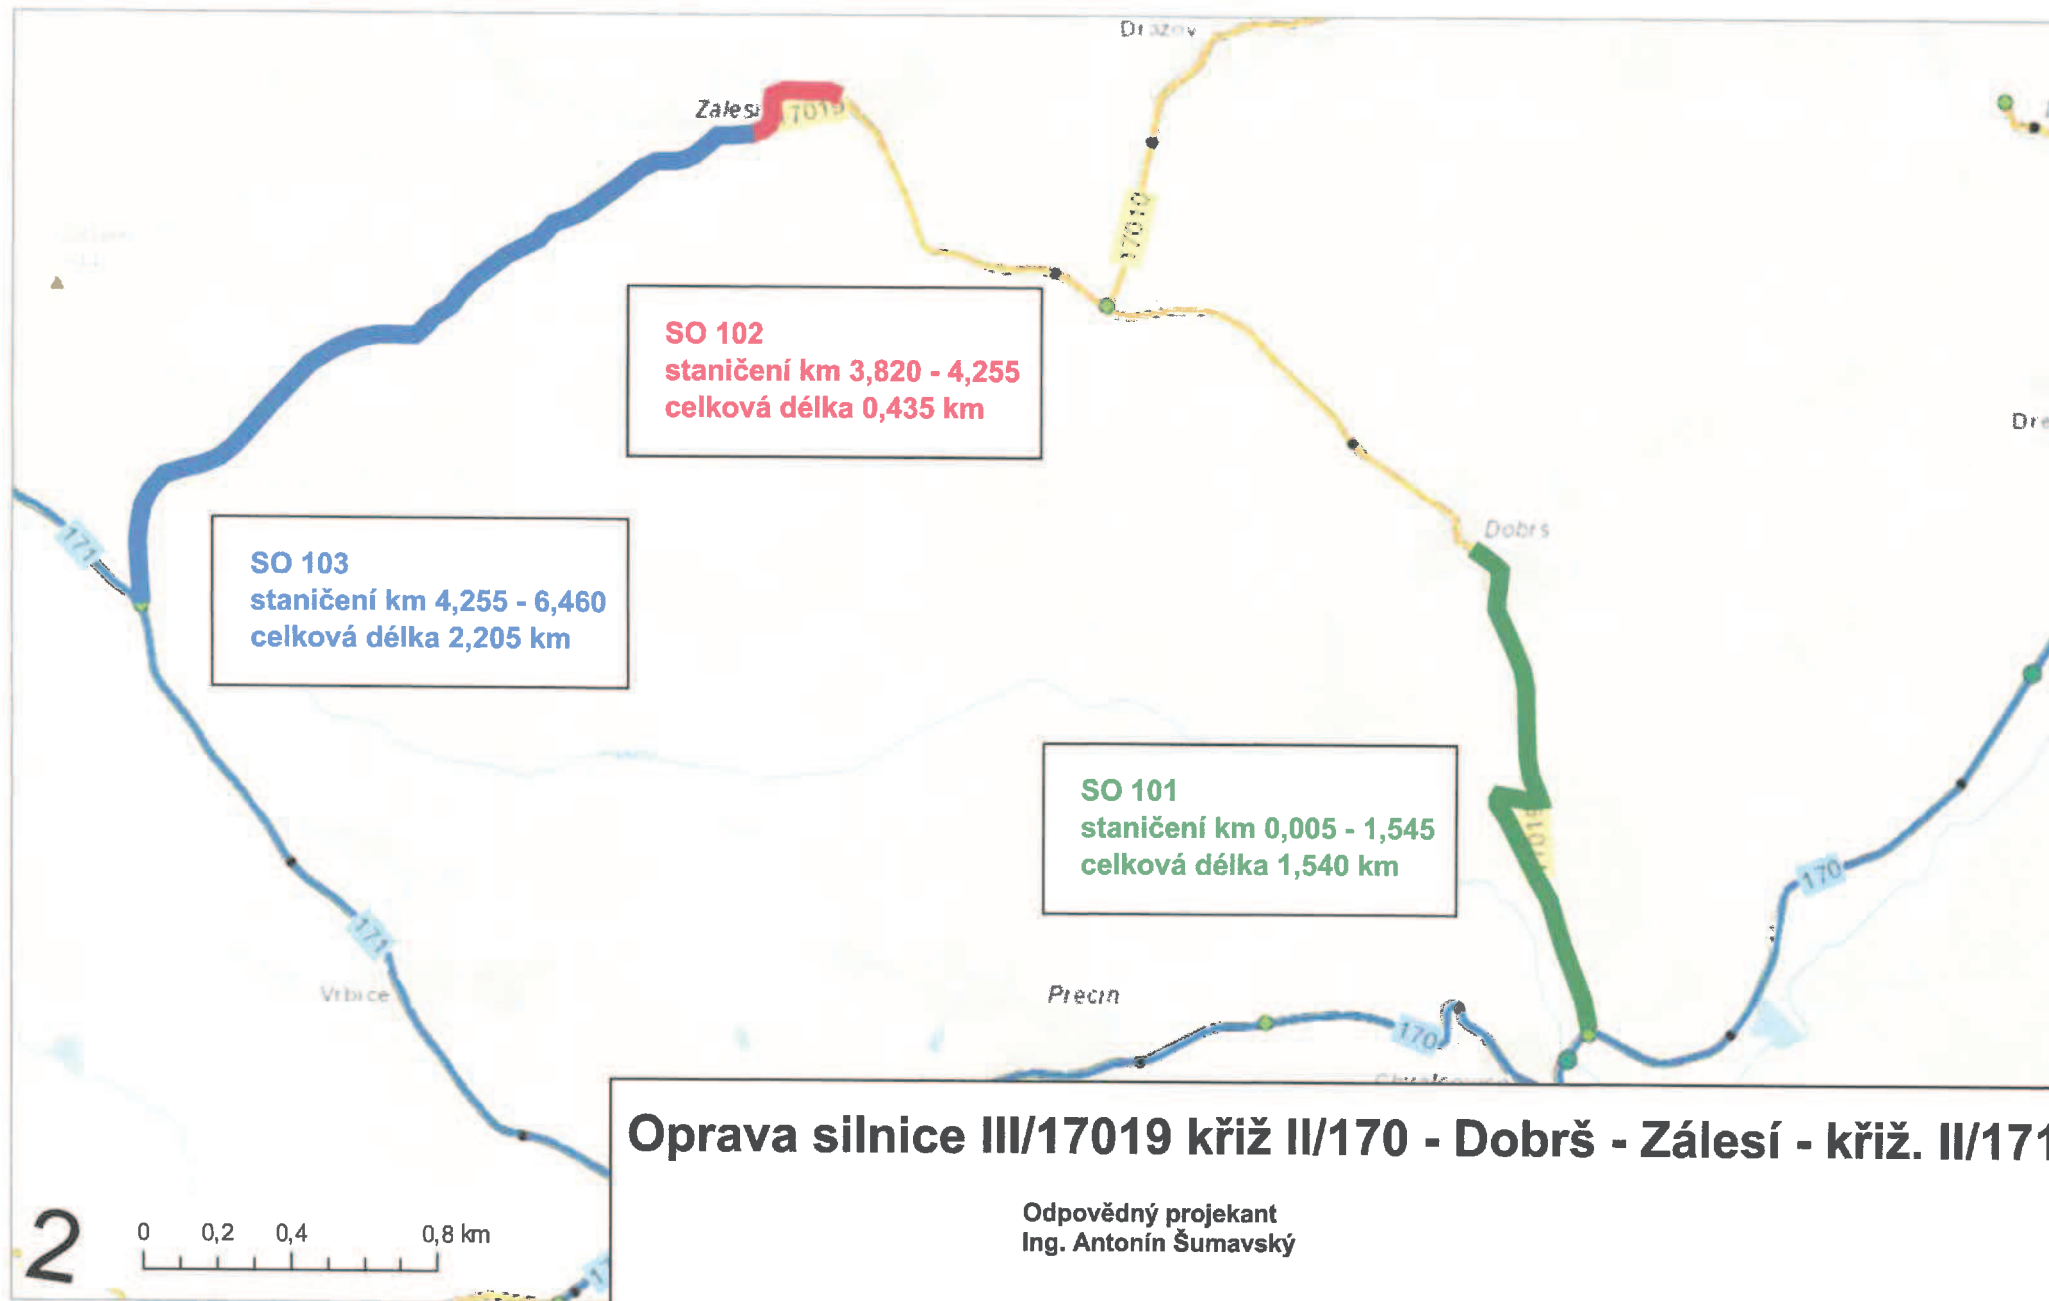 Zalesi
17019
17010
171
SO 102
staničení km 3,820 - 4,255
celková délka 0,435 km
Dobrs
SO 103
staničení km 4,255 - 6,460
celková délka 2,205 km
SO 101
staničení km 0,005 - 1,545
celková délka 1,540 km
17019
170
171
Vrbice
Precin
170
Oprava silnice III/17019 křiž II/170 - Dobrš - Zálesí - křiž. II/171
Odpovědný projekant
Ing. Antonín Šumavský
2
0 0,2 0,4 0,8 km